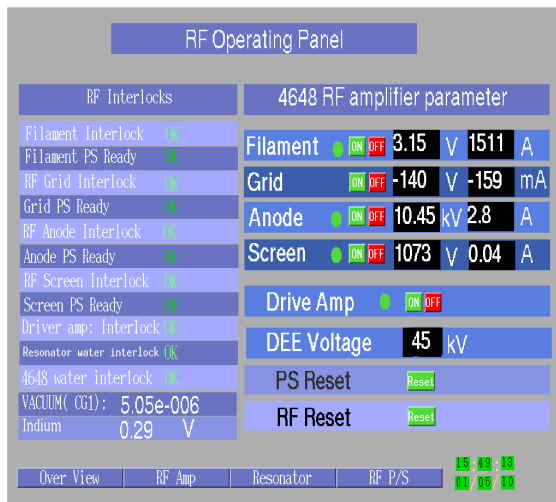 RF Operating Panel
RF Interlocks
Filament Interlock OK
Filament PS Ready OK
RF Grid Interlock OK
Grid PS Ready OK
RF Anode Interlock OK
Anode PS Ready OK
RF Screen Interlock OK
Screen PS Ready OK
Driver amp: Interlock OK
Resonator water interlock OK
4648 water interlock OK
VACUUM( CG1): 5.05e-006
Indium 0.29 V
4648 RF amplifier parameter
Filament ON OFF 3.15 V 1511 A
Grid ON OFF -140 V -159 mA
Anode ON OFF 10.45 kV 2.8 A
Screen ON OFF 1073 V 0.04 A
Drive Amp ON OFF
DEE Voltage 45 kV
PS Reset Reset
RF Reset Reset
Over View RF Amp Resonator RF P/S
15:49:13
01/05/10